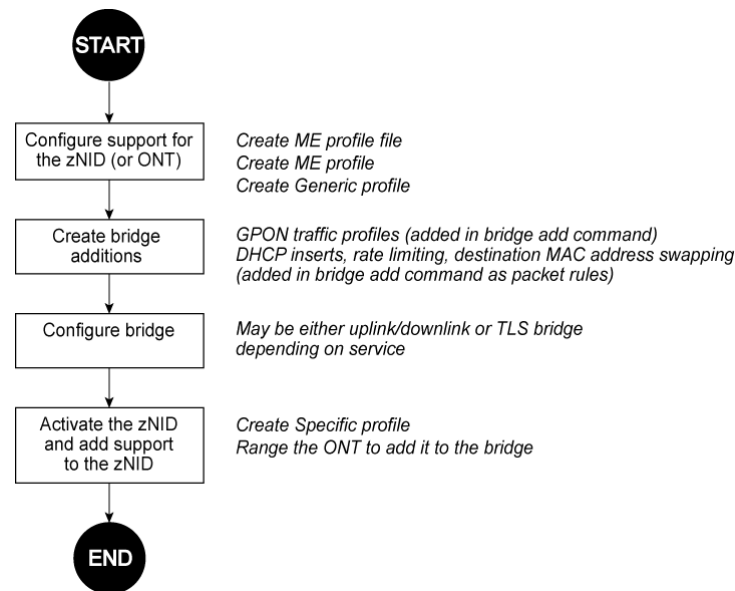 START
Configure support for
the zNID (or ONT)
Create ME profile file
Create ME profile
Create Generic profile
Create bridge
additions
GPON traffic profiles (added in bridge add command)
DHCP inserts, rate limiting, destination MAC address swapping
(added in bridge add command as packet rules)
Configure bridge
May be either uplink/downlink or TLS bridge
depending on service
Activate the zNID
and add support
to the zNID
Create Specific profile
Range the ONT to add it to the bridge
END